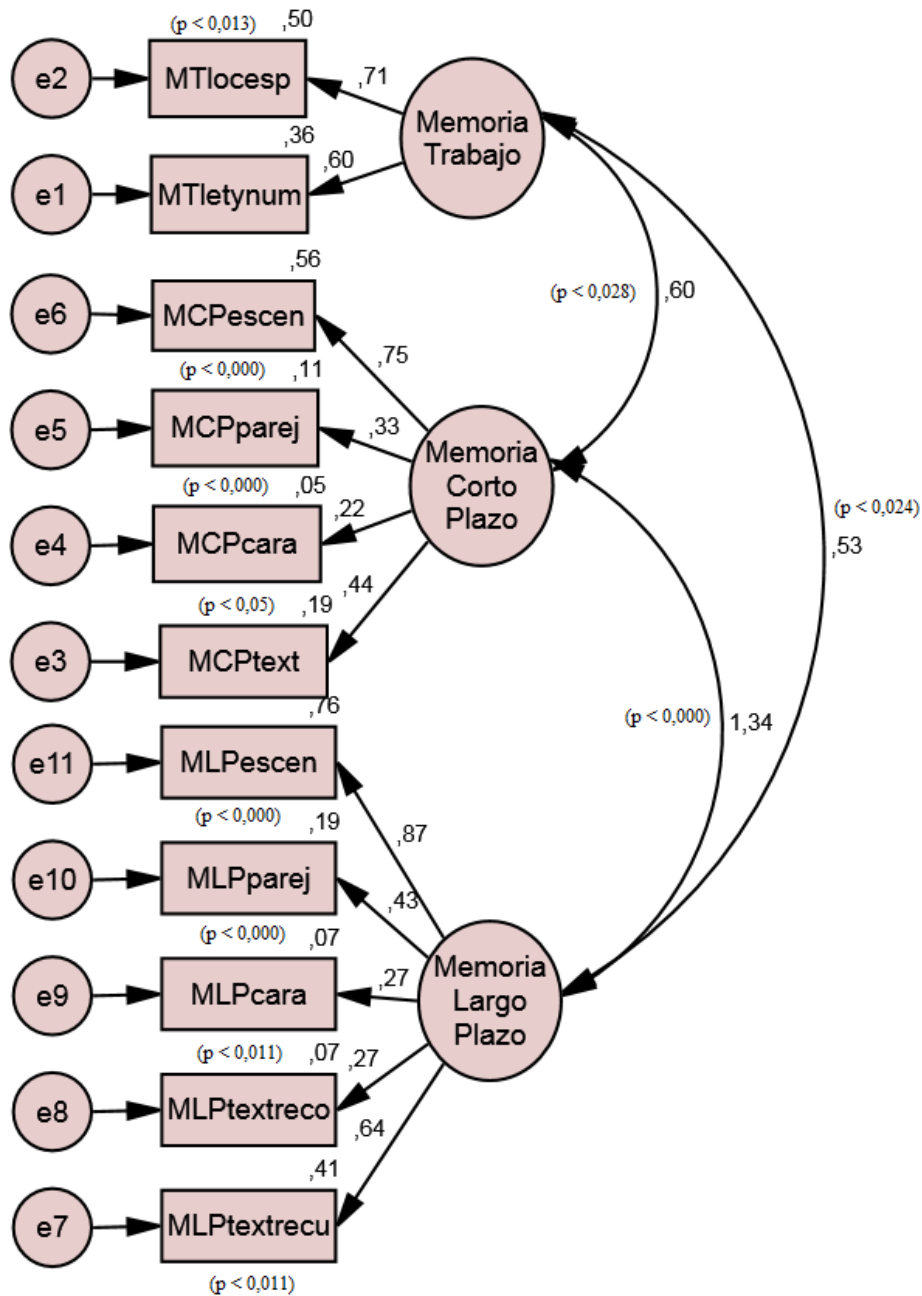 (p < 0,013) ,50
e2 MTlocesp ,71
Memoria
Trabajo
,36
e1 MTletynum ,60
,56
e6 MCPescen
(p < 0,028) ,60
,75
(p < 0,000) ,11
e5 MCPparej ,33
(p < 0,000) ,05
Memoria
Corto
Plazo
e4 MCPcara ,22
(p < 0,024)
,53
(p < 0,05) ,19 ,44
e3 MCPtext
,76
(p < 0,000) 1,34
e11 MLPescen
(p < 0,000) ,19 ,87
e10 MLPparej ,43
(p < 0,000) ,07
Memoria
Largo
Plazo
e9 MLPcara ,27
(p < 0,011) ,07 ,27
e8 MLPtextreco ,64
,41
e7 MLPtextrecu
(p < 0,011)